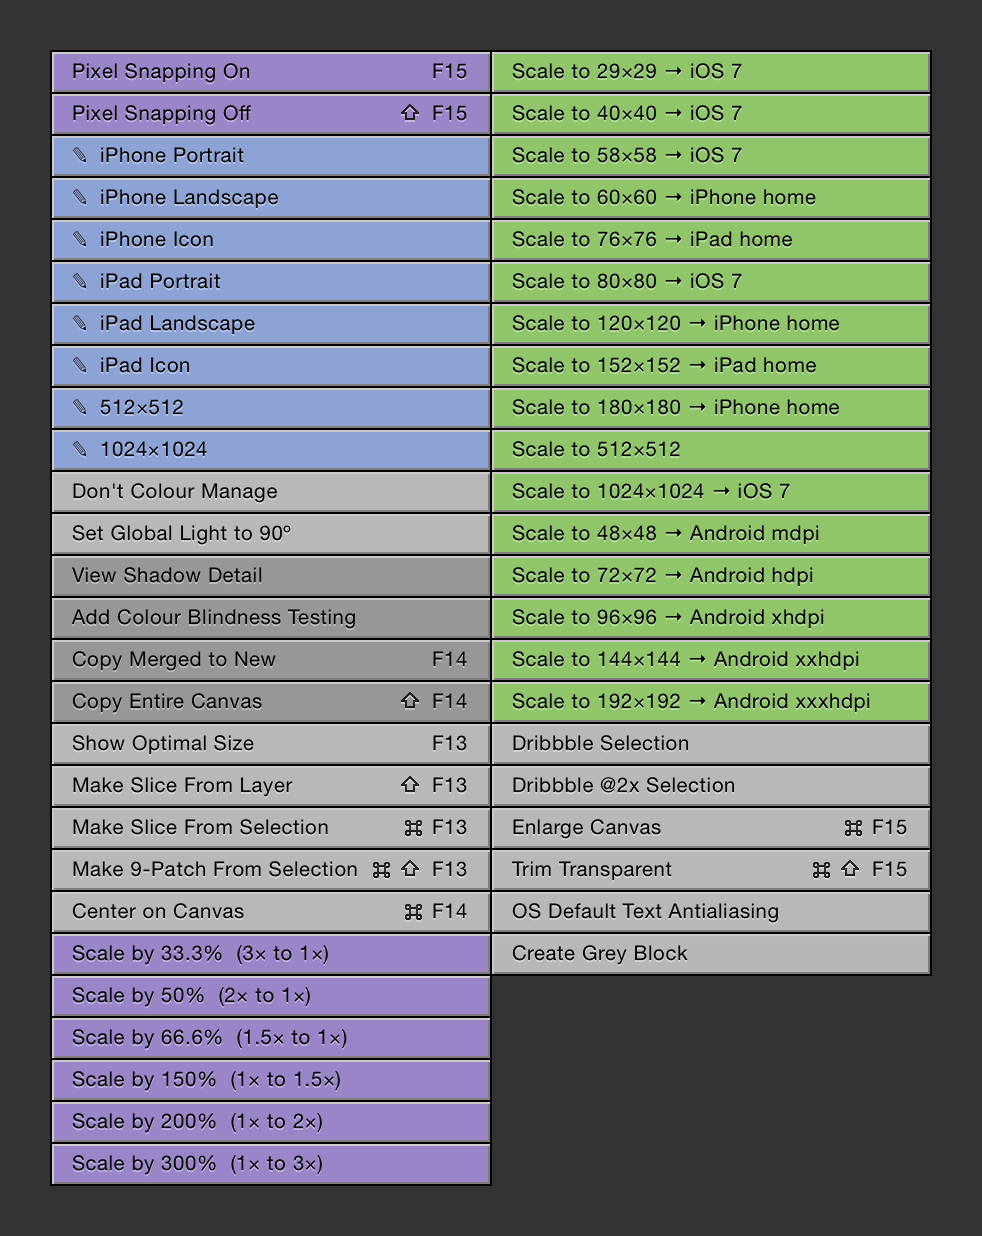 Pixel Snapping On F15
Pixel Snapping Off ⇧ F15
✎ iPhone Portrait
✎ iPhone Landscape
✎ iPhone Icon
✎ iPad Portrait
✎ iPad Landscape
✎ iPad Icon
✎ 512×512
✎ 1024×1024
Don't Colour Manage
Set Global Light to 90º
View Shadow Detail
Add Colour Blindness Testing
Copy Merged to New F14
Copy Entire Canvas ⇧ F14
Show Optimal Size F13
Make Slice From Layer ⇧ F13
Make Slice From Selection ⌘ F13
Make 9-Patch From Selection ⌘ ⇧ F13
Center on Canvas ⌘ F14
Scale by 33.3% (3× to 1×)
Scale by 50% (2× to 1×)
Scale by 66.6% (1.5× to 1×)
Scale by 150% (1× to 1.5×)
Scale by 200% (1× to 2×)
Scale by 300% (1× to 3×)
Scale to 29×29 → iOS 7
Scale to 40×40 → iOS 7
Scale to 58×58 → iOS 7
Scale to 60×60 → iPhone home
Scale to 76×76 → iPad home
Scale to 80×80 → iOS 7
Scale to 120×120 → iPhone home
Scale to 152×152 → iPad home
Scale to 180×180 → iPhone home
Scale to 512×512
Scale to 1024×1024 → iOS 7
Scale to 48×48 → Android mdpi
Scale to 72×72 → Android hdpi
Scale to 96×96 → Android xhdpi
Scale to 144×144 → Android xxhdpi
Scale to 192×192 → Android xxxhdpi
Dribbble Selection
Dribbble @2x Selection
Enlarge Canvas ⌘ F15
Trim Transparent ⌘ ⇧ F15
OS Default Text Antialiasing
Create Grey Block